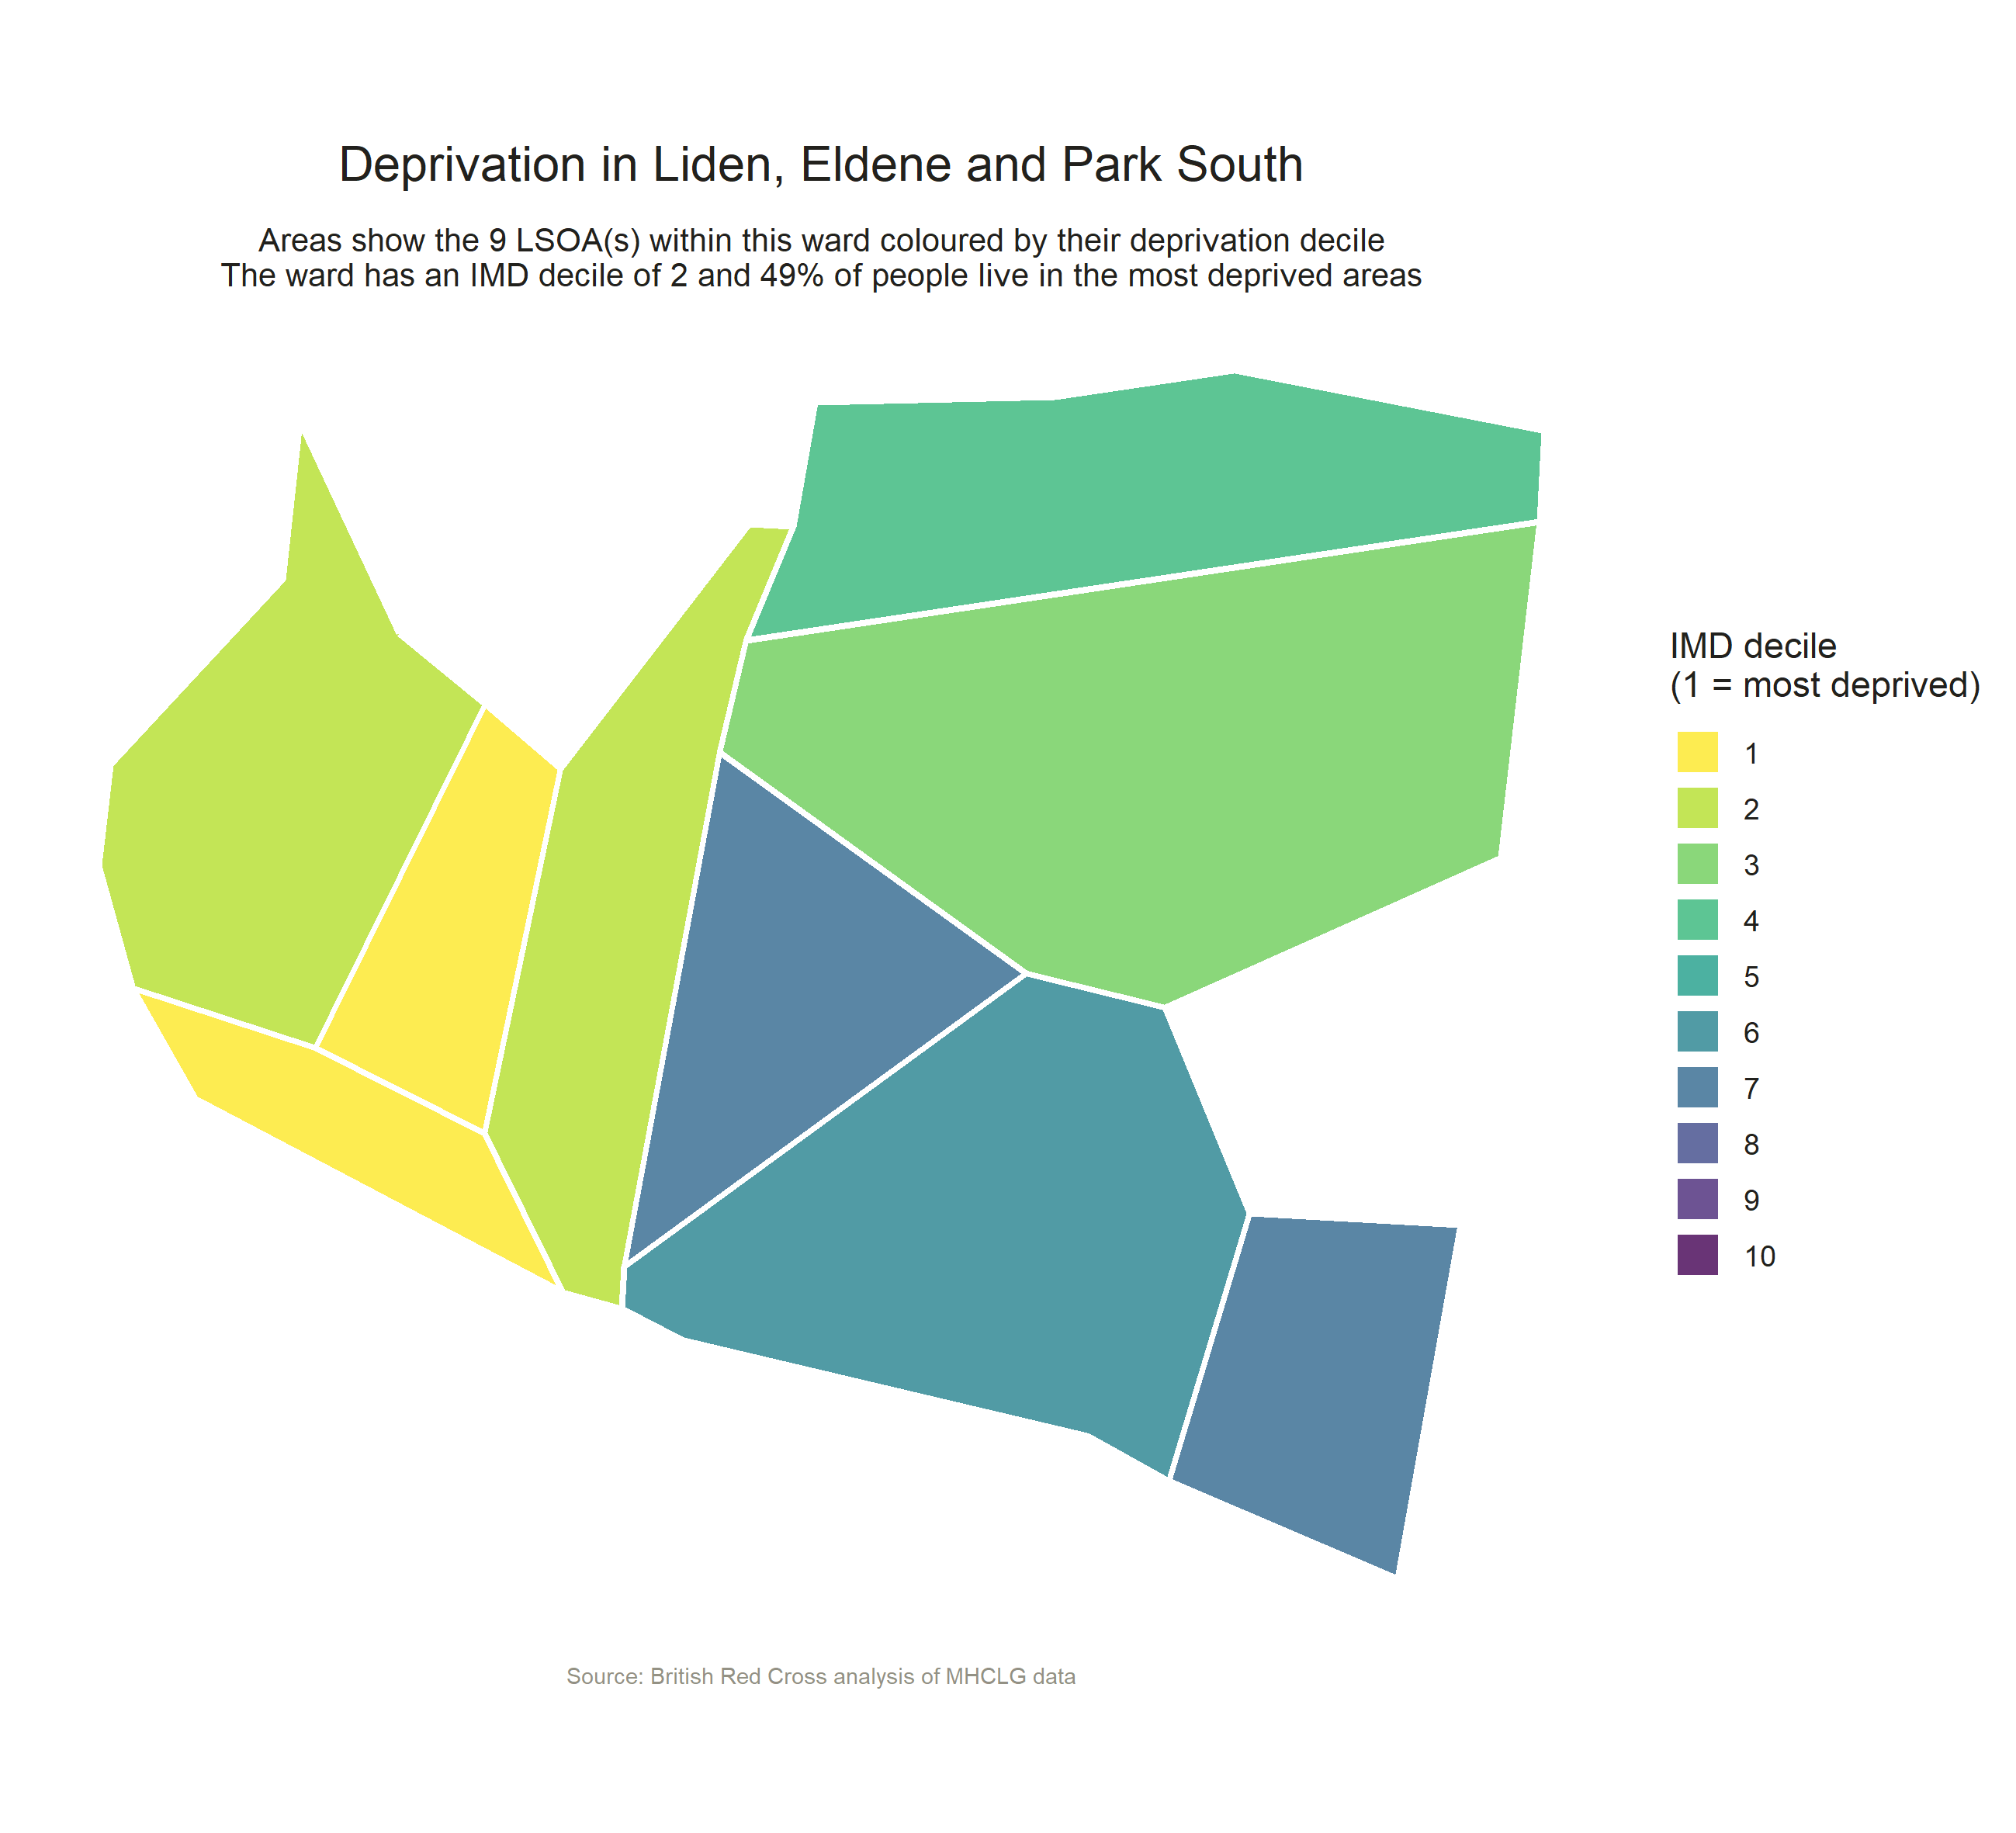 Deprivation in Liden, Eldene and Park South
Areas show the 9 LSOA(s) within this ward coloured by their deprivation decile
The ward has an IMD decile of 2 and 49% of people live in the most deprived areas
IMD decile
(1 = most deprived)
1
2
3
4
5
6
7
8
9
10
Source: British Red Cross analysis of MHCLG data